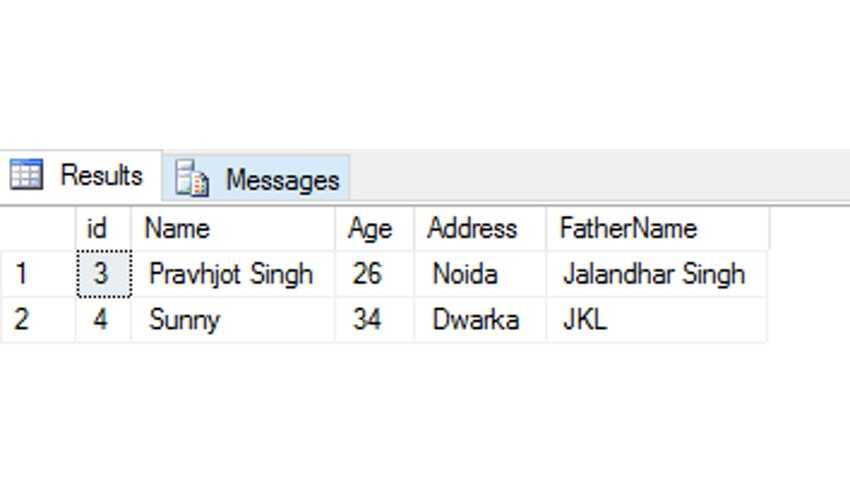 Results Messages
id Name Age Address FatherName
1 3 Pravhjot Singh 26 Noida Jalandhar Singh
2 4 Sunny 34 Dwarka JKL